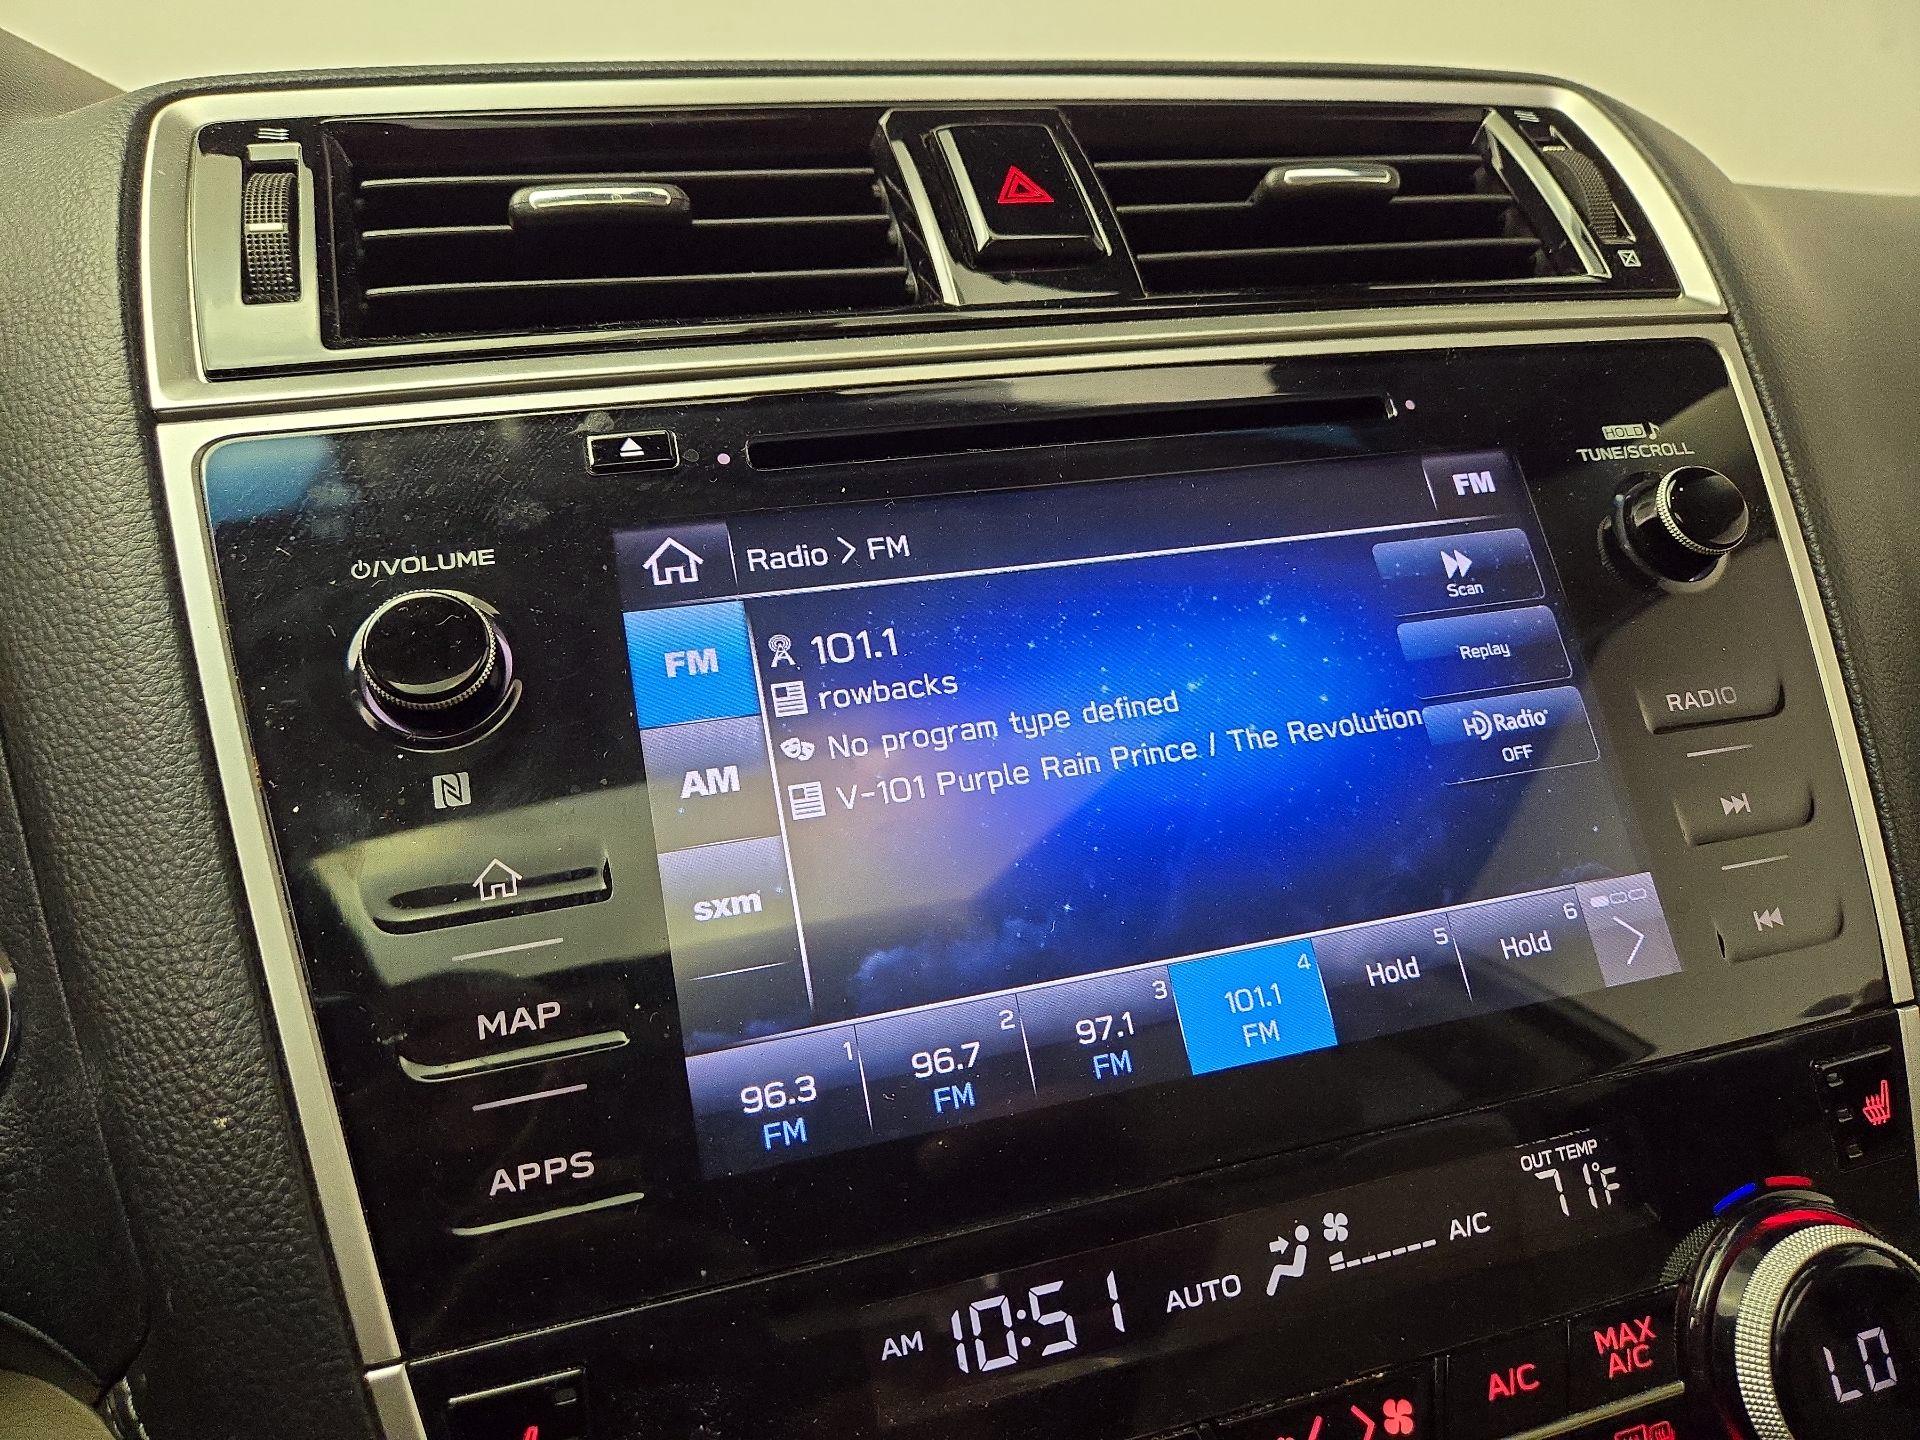 HOLD
TUNE/SCROLL
FM
/VOLUME
Radio > FM
Scan
FM
101.1
rowbacks
Replay
No program type defined
HD Radio
OFF
AM
V-101 Purple Rain Prince / The Revolution
RADIO
sxm
MAP
APPS
1
96.3
FM
2
96.7
FM
3
97.1
FM
4
101.1
FM
5
Hold
6
Hold
OUT TEMP
71°F
AM 10:51
AUTO
A/C
A/C
MAX
A/C
LO